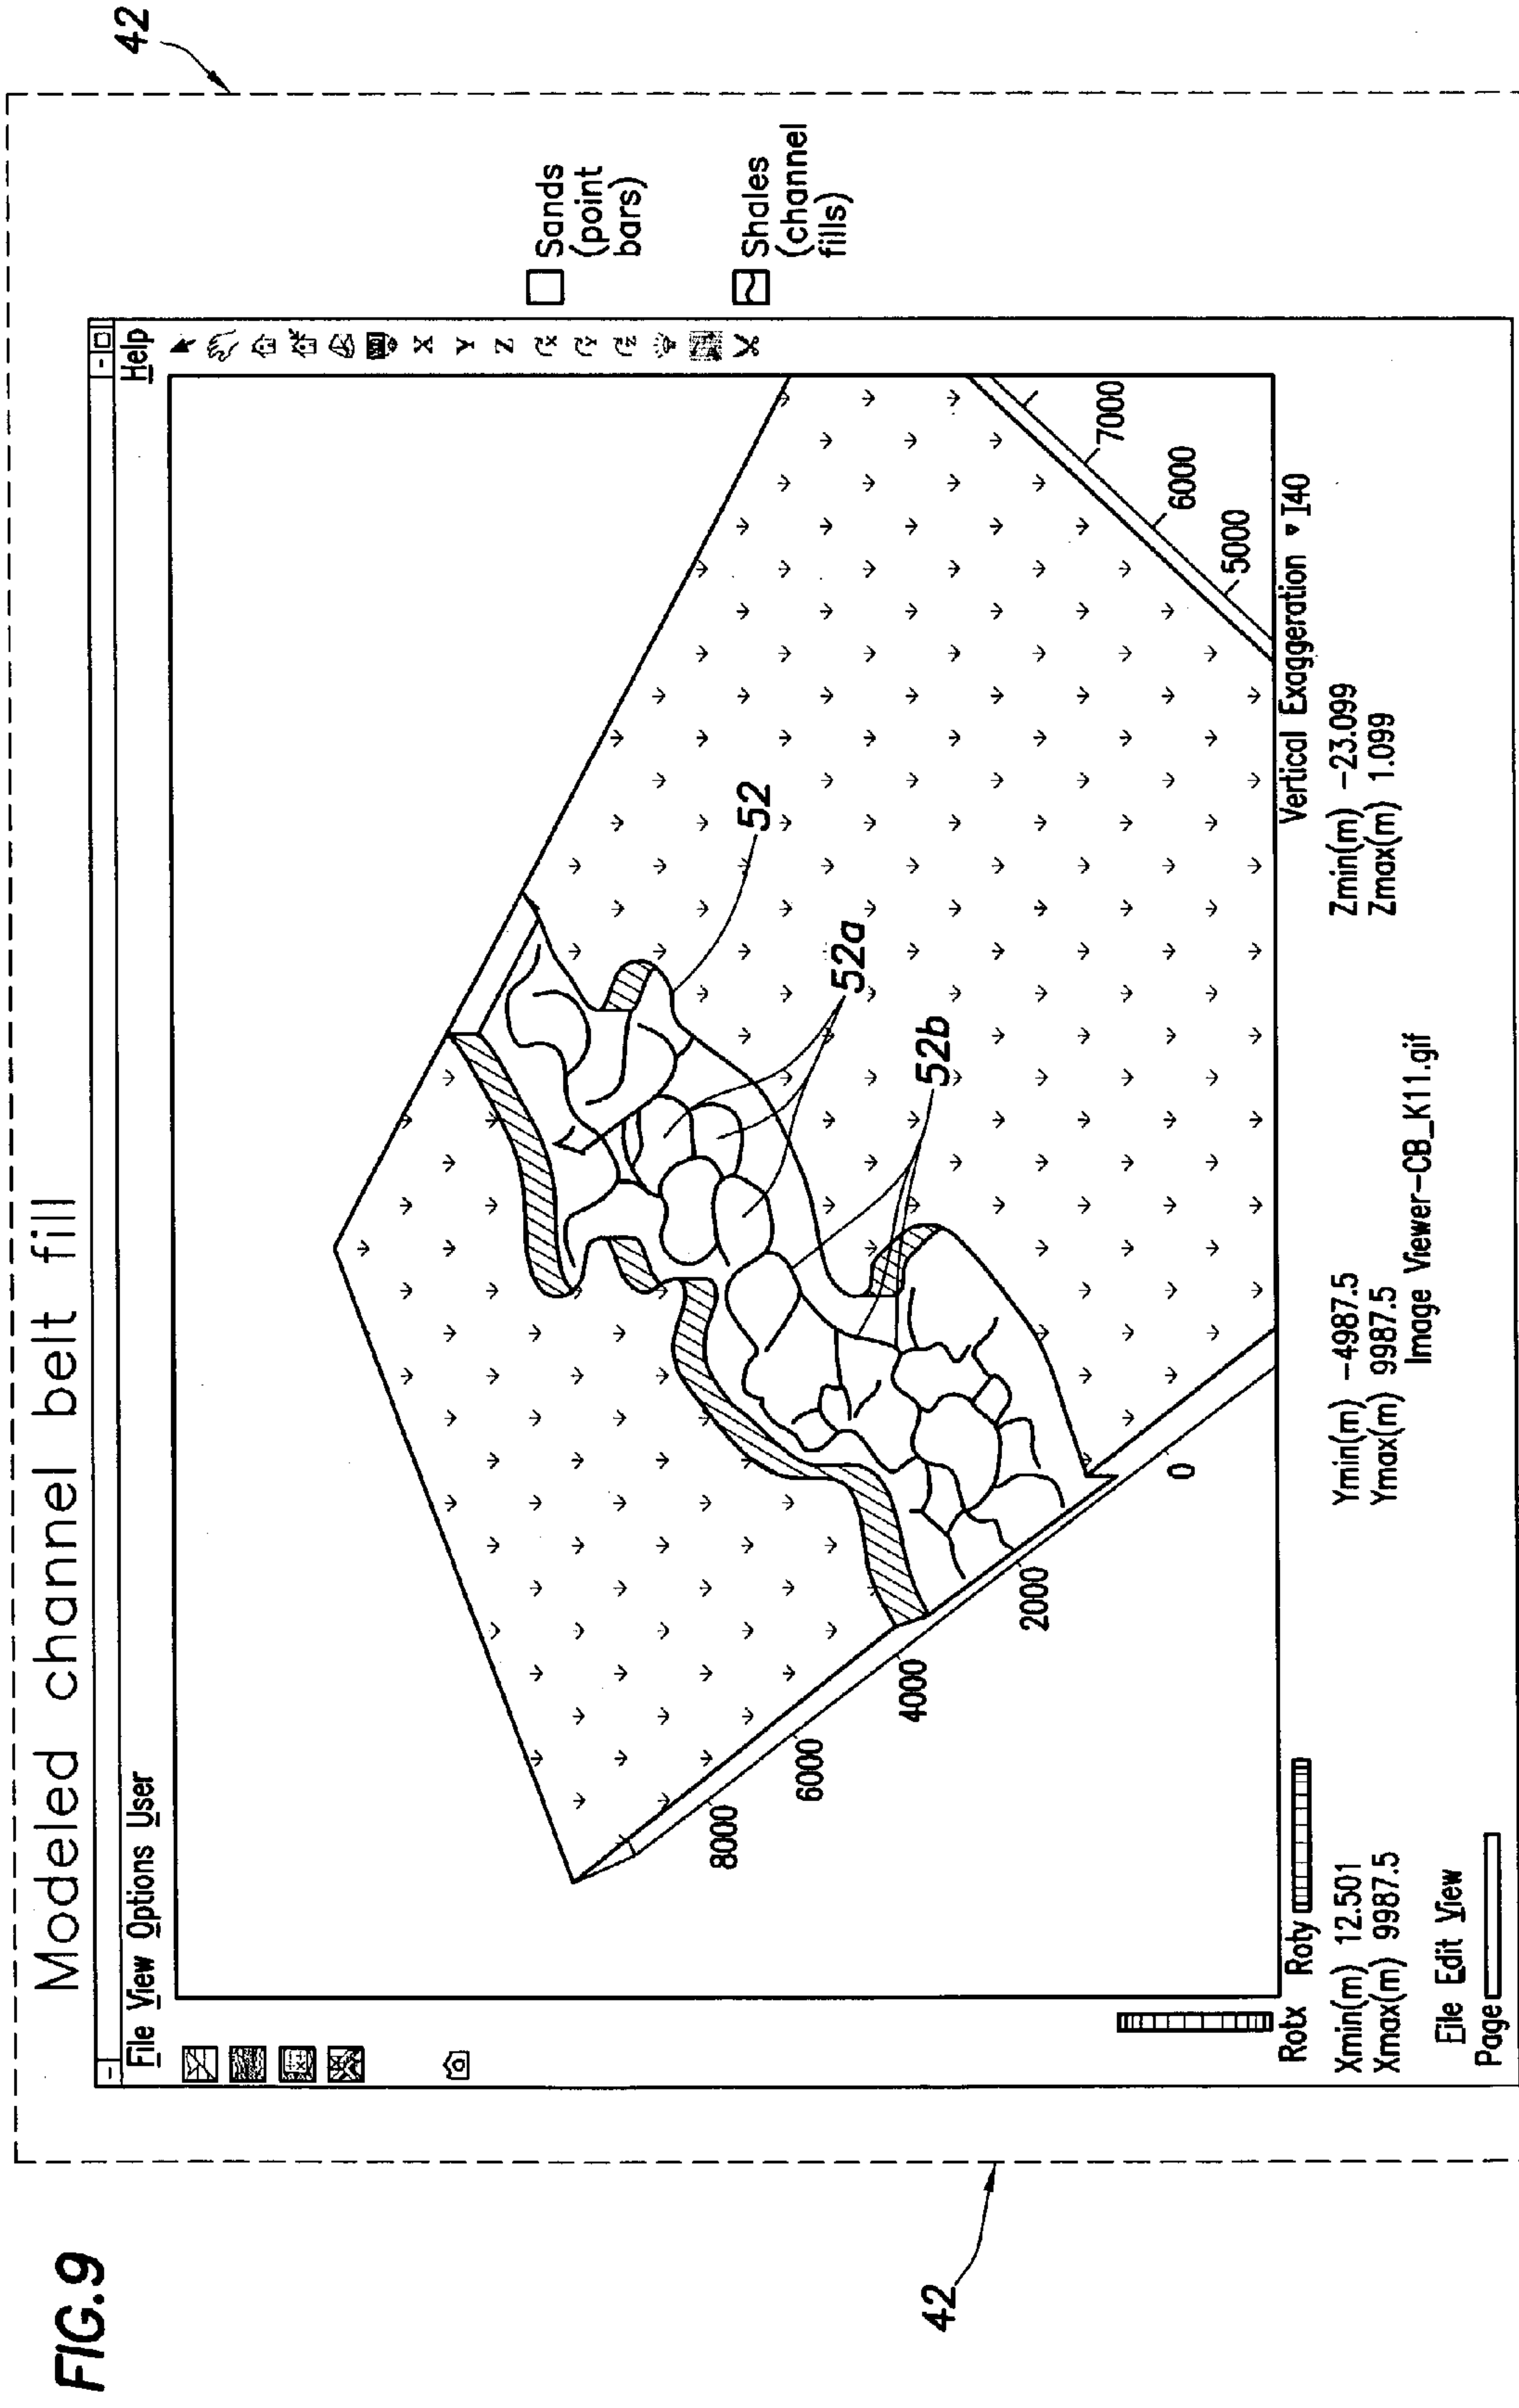 FIG.9
42
Modeled channel belt fill
File View Options User
Help
X
Y
Z
Sands
(point
bars)
Shales
(channel
fills)
52
52a
52b
8000
6000
4000
2000
0
5000
6000
7000
Rotx Roty
Vertical Exaggeration
Xmin(m) 12.501
Ymin(m) -4987.5
Zmin(m) -23.099
Xmax(m) 9987.5
Ymax(m) 9987.5
Zmax(m) 1.099
Image Viewer-CB_K11.gif
File Edit View
Page
42